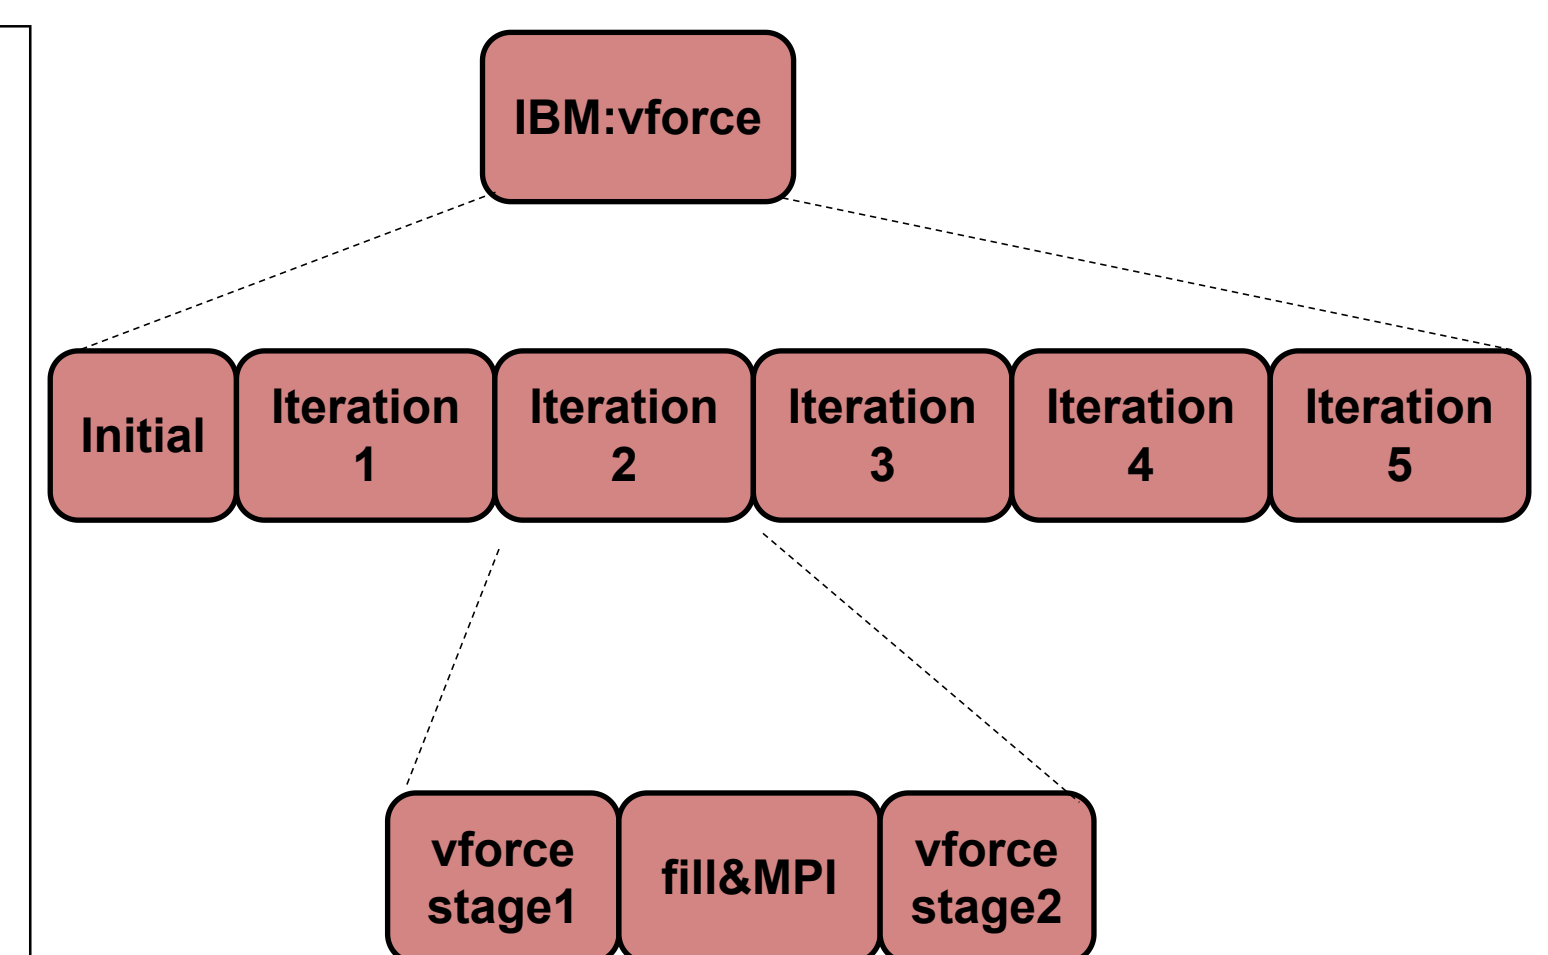 IBM:vforce
Initial
Iteration
1
Iteration
2
Iteration
3
Iteration
4
Iteration
5
vforce
stage1
fill&MPI
vforce
stage2